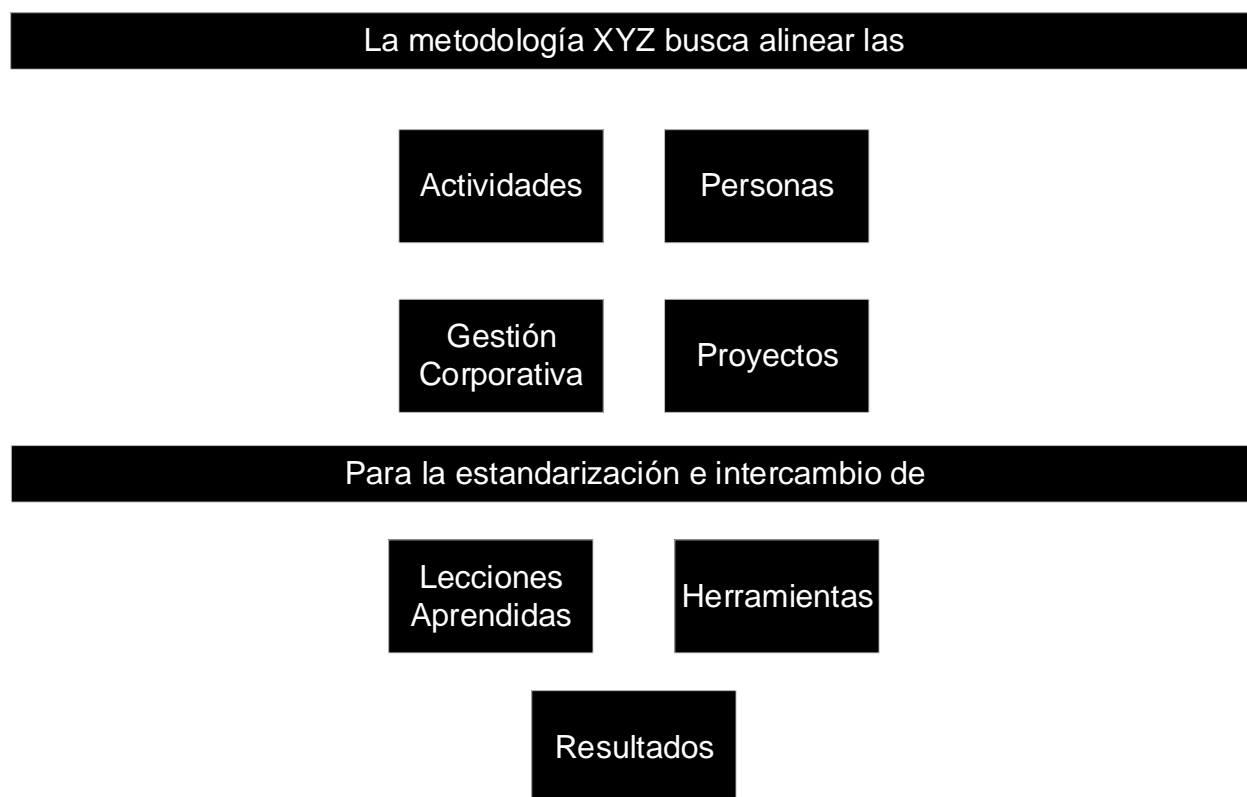 La metodología XYZ busca alinear las
Actividades
Personas
Gestión
Corporativa
Proyectos
Para la estandarización e intercambio de
Lecciones
Aprendidas
Herramientas
Resultados